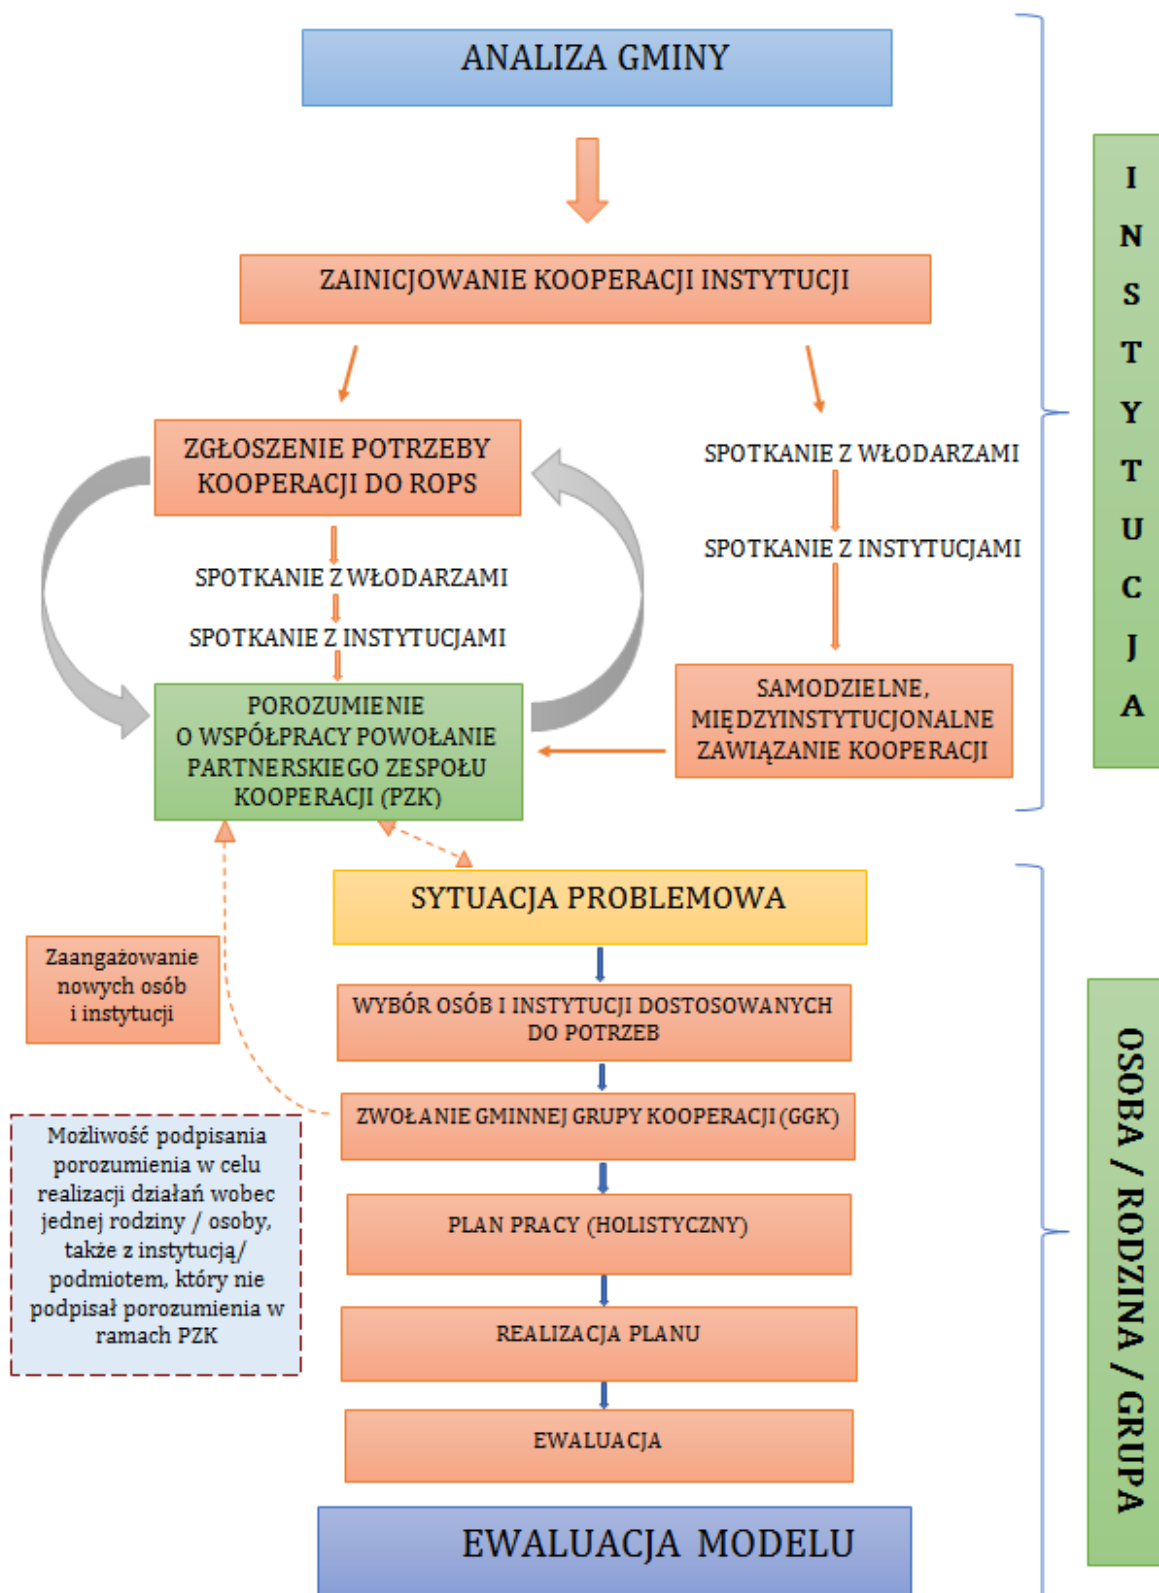 ANALIZA GMINY
ZAINICJOWANIE KOOPERACJI INSTYTUCJI
ZGŁOSZENIE POTRZEBY
KOOPERACJI DO ROPS
SPOTKANIE Z WŁODARZAMI
SPOTKANIE Z INSTYTUCJAMI
SPOTKANIE Z WŁODARZAMI
SPOTKANIE Z INSTYTUCJAMI
POROZUMIENIE
O WSPÓŁPRACY POWOŁANIE
PARTNERSKIEGO ZESPOŁU
KOOPERACJI (PZK)
SAMODZIELNE,
MIĘDZYINSTYTUCJONALNE
ZAWIĄZANIE KOOPERACJI
I
N
S
T
Y
T
U
C
J
A
SYTUACJA PROBLEMOWA
Zaangażowanie
nowych osób
i instytucji
WYBÓR OSÓB I INSTYTUCJI DOSTOSOWANYCH
DO POTRZEB
ZWOŁANIE GMINNEJ GRUPY KOOPERACJI (GGK)
Możliwość podpisania
porozumienia w celu
realizacji działań wobec
jednej rodziny / osoby,
także z instytucją/
podmiotem, który nie
podpisał porozumienia w
ramach PZK
PLAN PRACY (HOLISTYCZNY)
REALIZACJA PLANU
EWALUACJA
EWALUACJA MODELU
OSOBA / RODZINA / GRUPA